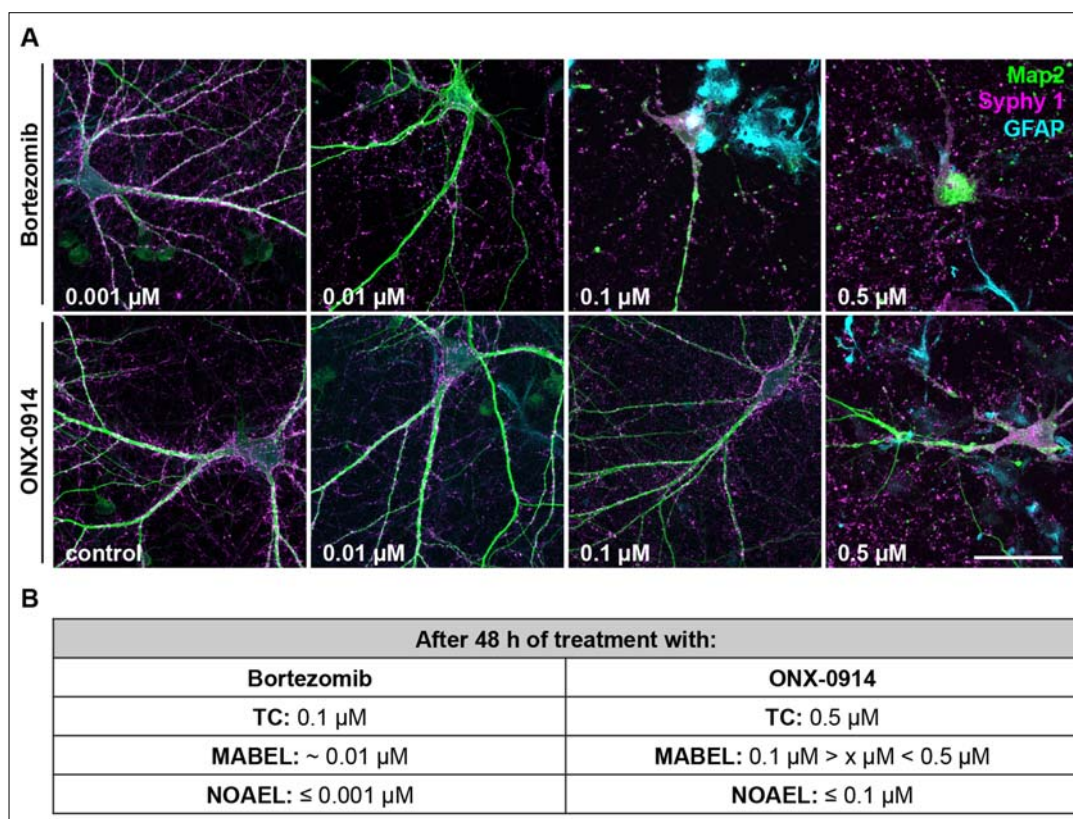 A
Bortezomib
Map2
Syphy 1
GFAP
0.001 µM
0.01 µM
0.1 µM
0.5 µM
ONX-0914
control
0.01 µM
0.1 µM
0.5 µM
B
After 48 h of treatment with:
Bortezomib
ONX-0914
TC: 0.1 µM
TC: 0.5 µM
MABEL: ~ 0.01 µM
MABEL: 0.1 µM > x µM < 0.5 µM
NOAEL: ≤ 0.001 µM
NOAEL: ≤ 0.1 µM